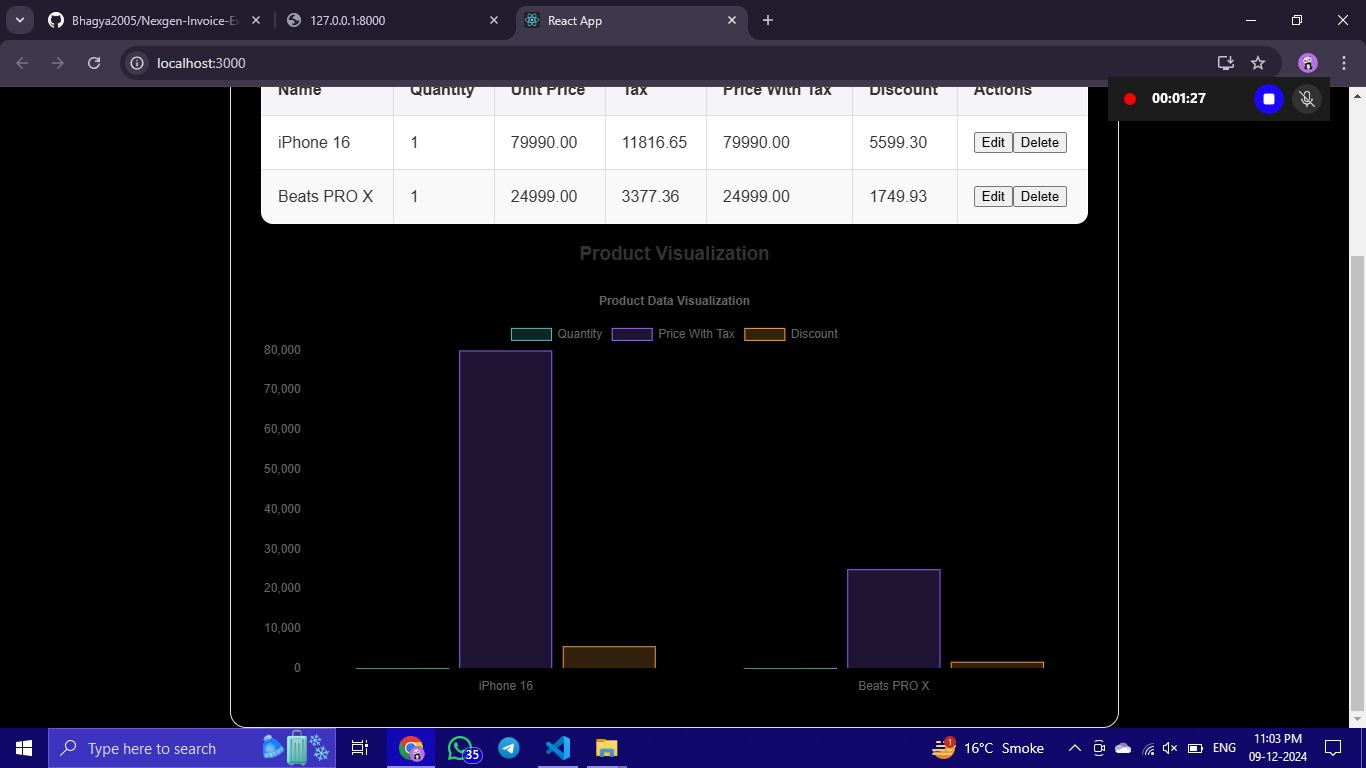 Bhagya2005/Nexgen-Invoice-E
127.0.0.1:8000
React App
localhost:3000
00:01:27
Name Quantity Unit Price Tax Price With Tax Discount Actions
iPhone 16 1 79990.00 11816.65 79990.00 5599.30 Edit Delete
Beats PRO X 1 24999.00 3377.36 24999.00 1749.93 Edit Delete
Product Visualization
Product Data Visualization
Quantity Price With Tax Discount
80,000
70,000
60,000
50,000
40,000
30,000
20,000
10,000
0
iPhone 16 Beats PRO X
Type here to search
35
1
16°C Smoke
ENG
11:03 PM
09-12-2024